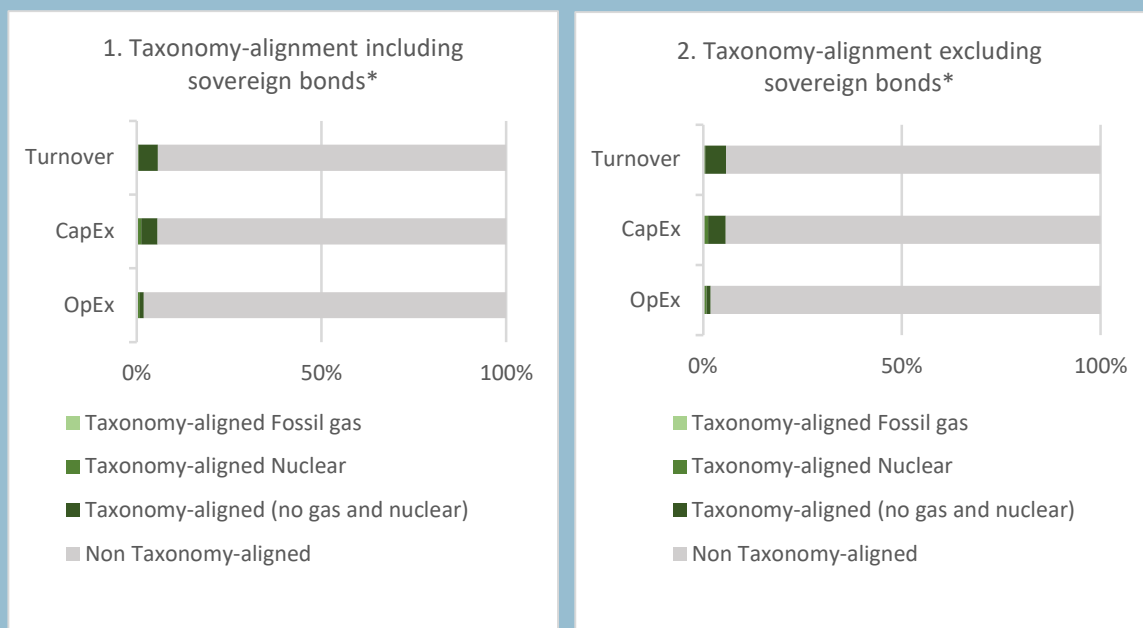 1. Taxonomy-alignment including
sovereign bonds*
Turnover
CapEx
OpEx
0%
50%
100%
Taxonomy-aligned Fossil gas
Taxonomy-aligned Nuclear
Taxonomy-aligned (no gas and nuclear)
Non Taxonomy-aligned
2. Taxonomy-alignment excluding
sovereign bonds*
Turnover
CapEx
OpEx
0%
50%
100%
Taxonomy-aligned Fossil gas
Taxonomy-aligned Nuclear
Taxonomy-aligned (no gas and nuclear)
Non Taxonomy-aligned